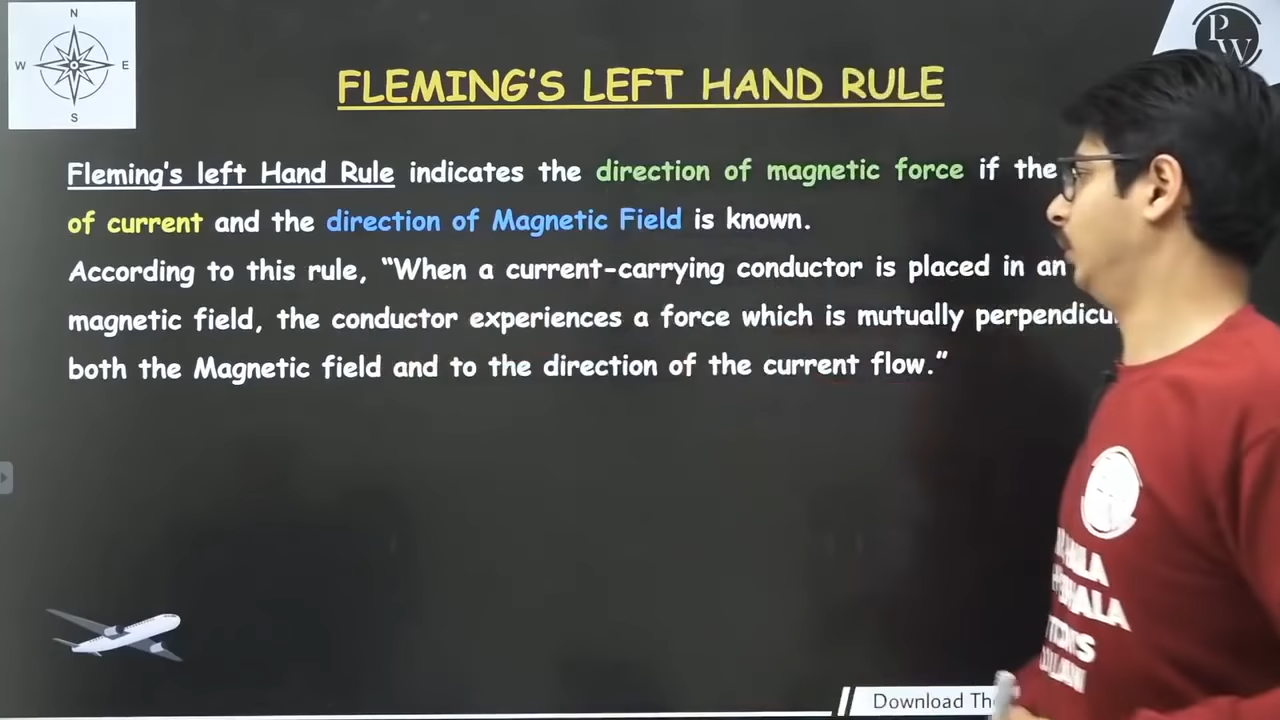 N
W E
S
PW
FLEMING'S LEFT HAND RULE
Fleming's left Hand Rule indicates the direction of magnetic force if the
of current and the direction of Magnetic Field is known.
According to this rule, “When a current-carrying conductor is placed in an
magnetic field, the conductor experiences a force which is mutually
both the Magnetic field and to the direction of the current flow.”
Download